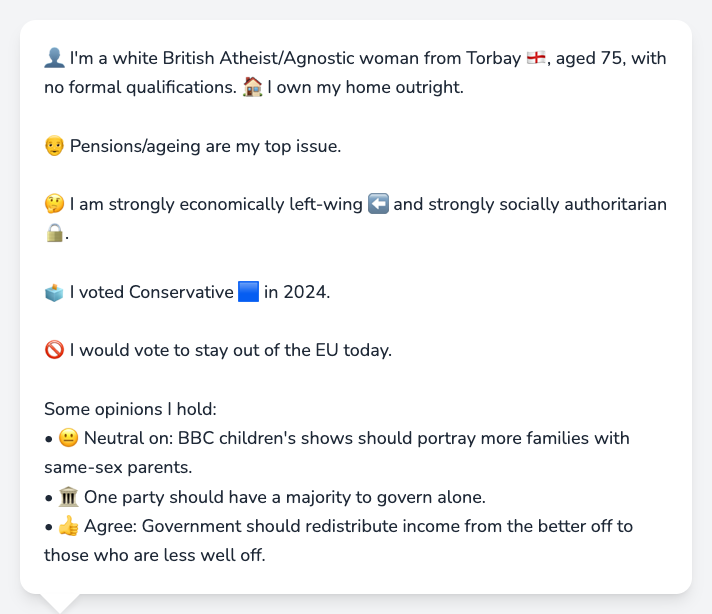 👤 I'm a white British Atheist/Agnostic woman from Torbay 🏴󠁧󠁢󠁥󠁮󠁧󠁿, aged 75, with
no formal qualifications. 🏠 I own my home outright.
👴 Pensions/ageing are my top issue.
🤔 I am strongly economically left-wing ⬅️ and strongly socially authoritarian
🔒.
🗳️ I voted Conservative 🟦 in 2024.
🚫 I would vote to stay out of the EU today.
Some opinions I hold:
• 😐 Neutral on: BBC children's shows should portray more families with
same-sex parents.
• 🏛️ One party should have a majority to govern alone.
• 👍 Agree: Government should redistribute income from the better off to
those who are less well off.